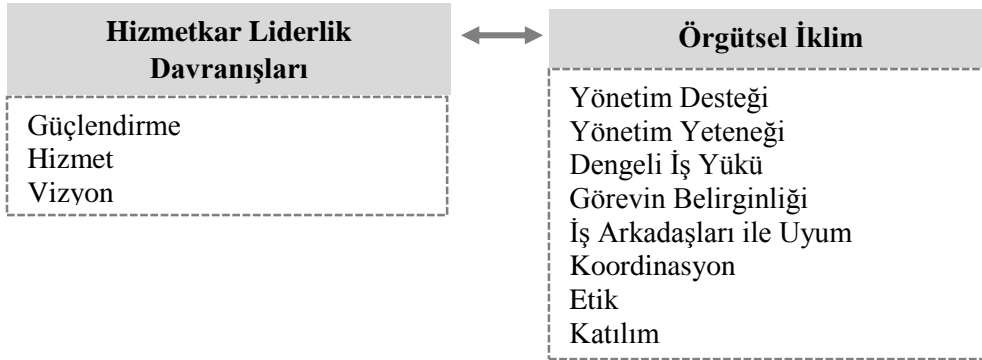 Hizmetkar Liderlik
Davranışları
Güçlendirme
Hizmet
Vizyon
Örgütsel İklim
Yönetim Desteği
Yönetim Yeteneği
Dengeli İş Yükü
Görevin Belirginliği
İş Arkadaşları ile Uyum
Koordinasyon
Etik
Katılım